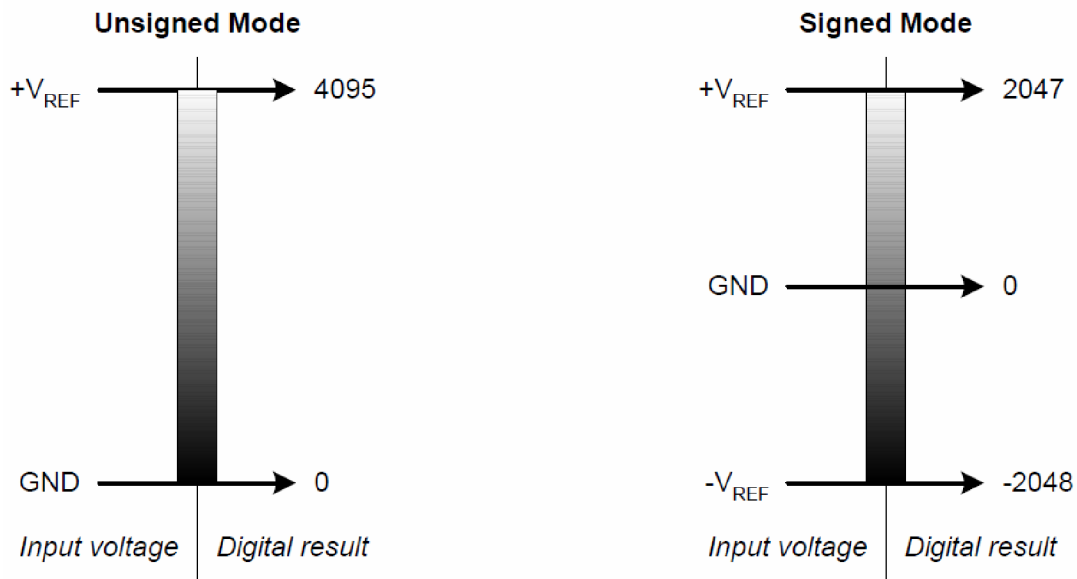 Unsigned Mode
+VREF 4095
GND 0
Input voltage Digital result
Signed Mode
+VREF 2047
GND 0
-VREF -2048
Input voltage Digital result